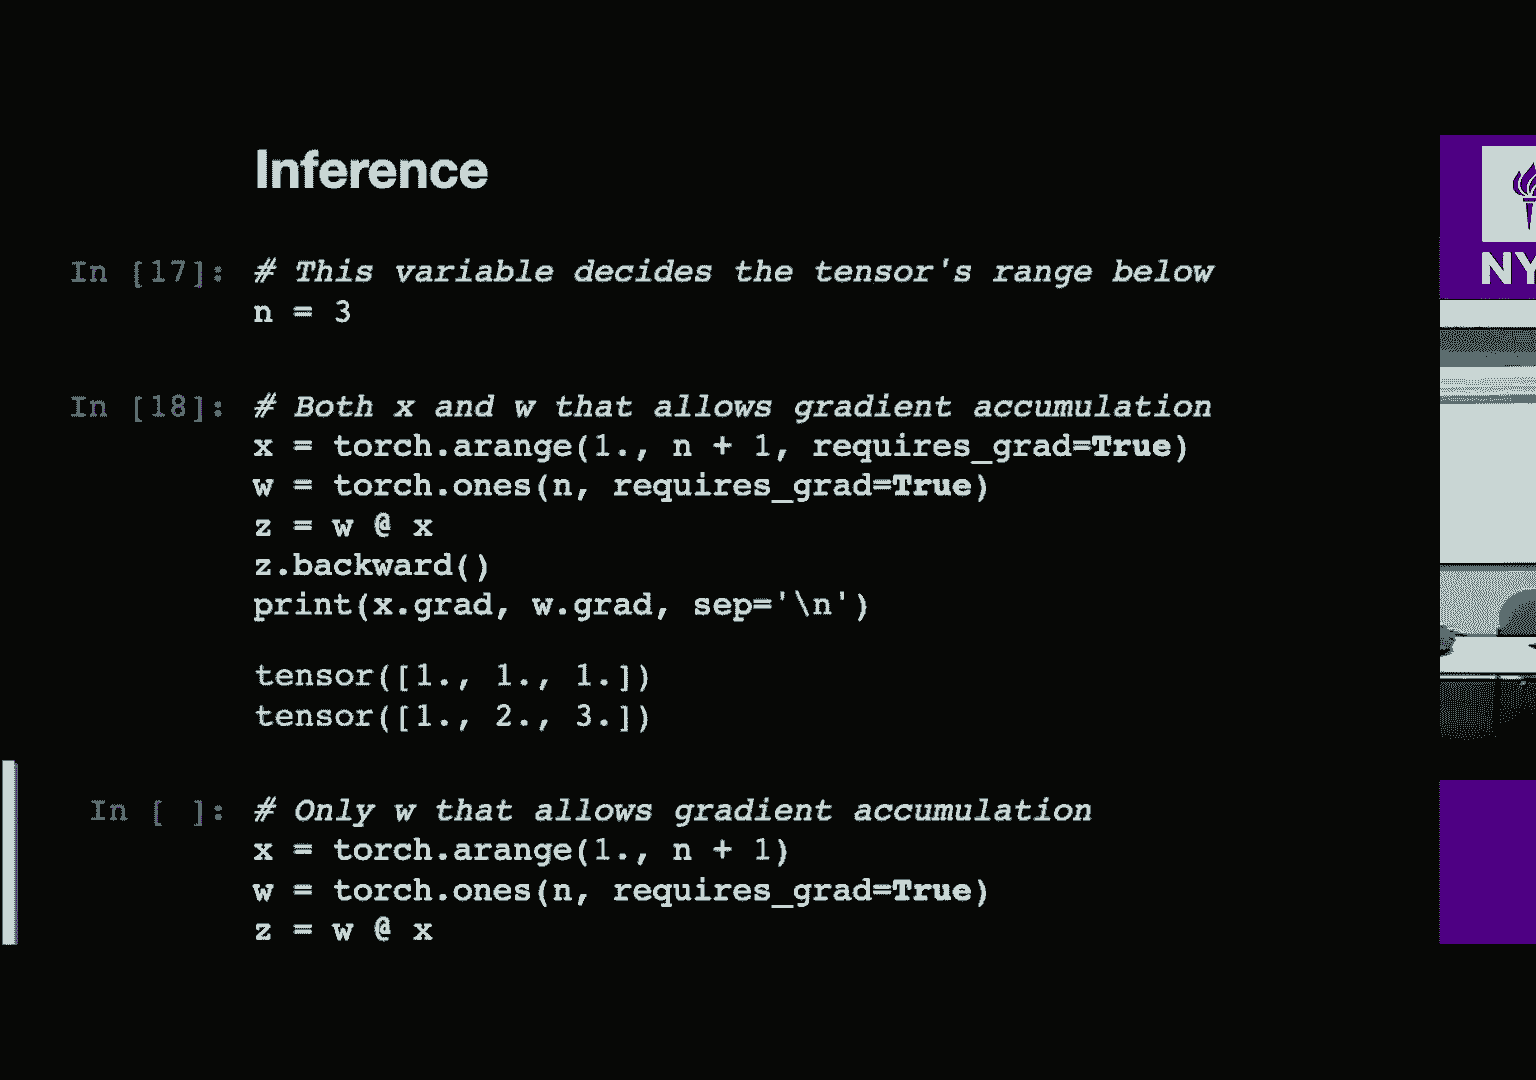 Inference
In [17]: # This variable decides the tensor's range below
n = 3
In [18]: # Both x and w that allows gradient accumulation
x = torch.arange(1., n + 1, requires_grad=True)
w = torch.ones(n, requires_grad=True)
z = w @ x
z.backward()
print(x.grad, w.grad, sep='\n')
tensor([1., 1., 1.])
tensor([1., 2., 3.])
In [ ]: # Only w that allows gradient accumulation
x = torch.arange(1., n + 1)
w = torch.ones(n, requires_grad=True)
z = w @ x
NY